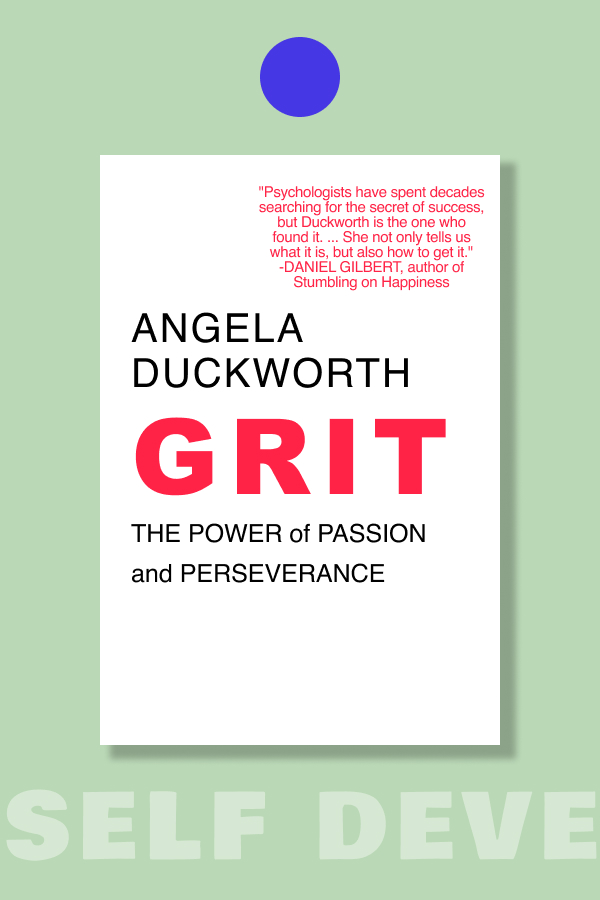 "Psychologists have spent decades
searching for the secret of success,
but Duckworth is the one who
found it. ... She not only tells us
what it is, but also how to get it."
-DANIEL GILBERT, author of
Stumbling on Happiness
ANGELA
DUCKWORTH
GRIT
THE POWER of PASSION
and PERSEVERANCE
SELF DEVE